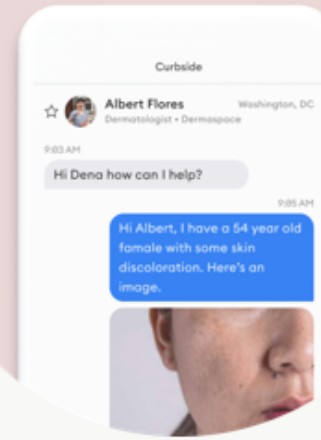 Curbside
Albert Flores
Washington, DC
Dermatologist • Dermospace
9:03 AM
Hi Dena how can I help?
9:05 AM
Hi Albert, I have a 54 year old
famale with some skin
discoloration. Here's an
image.